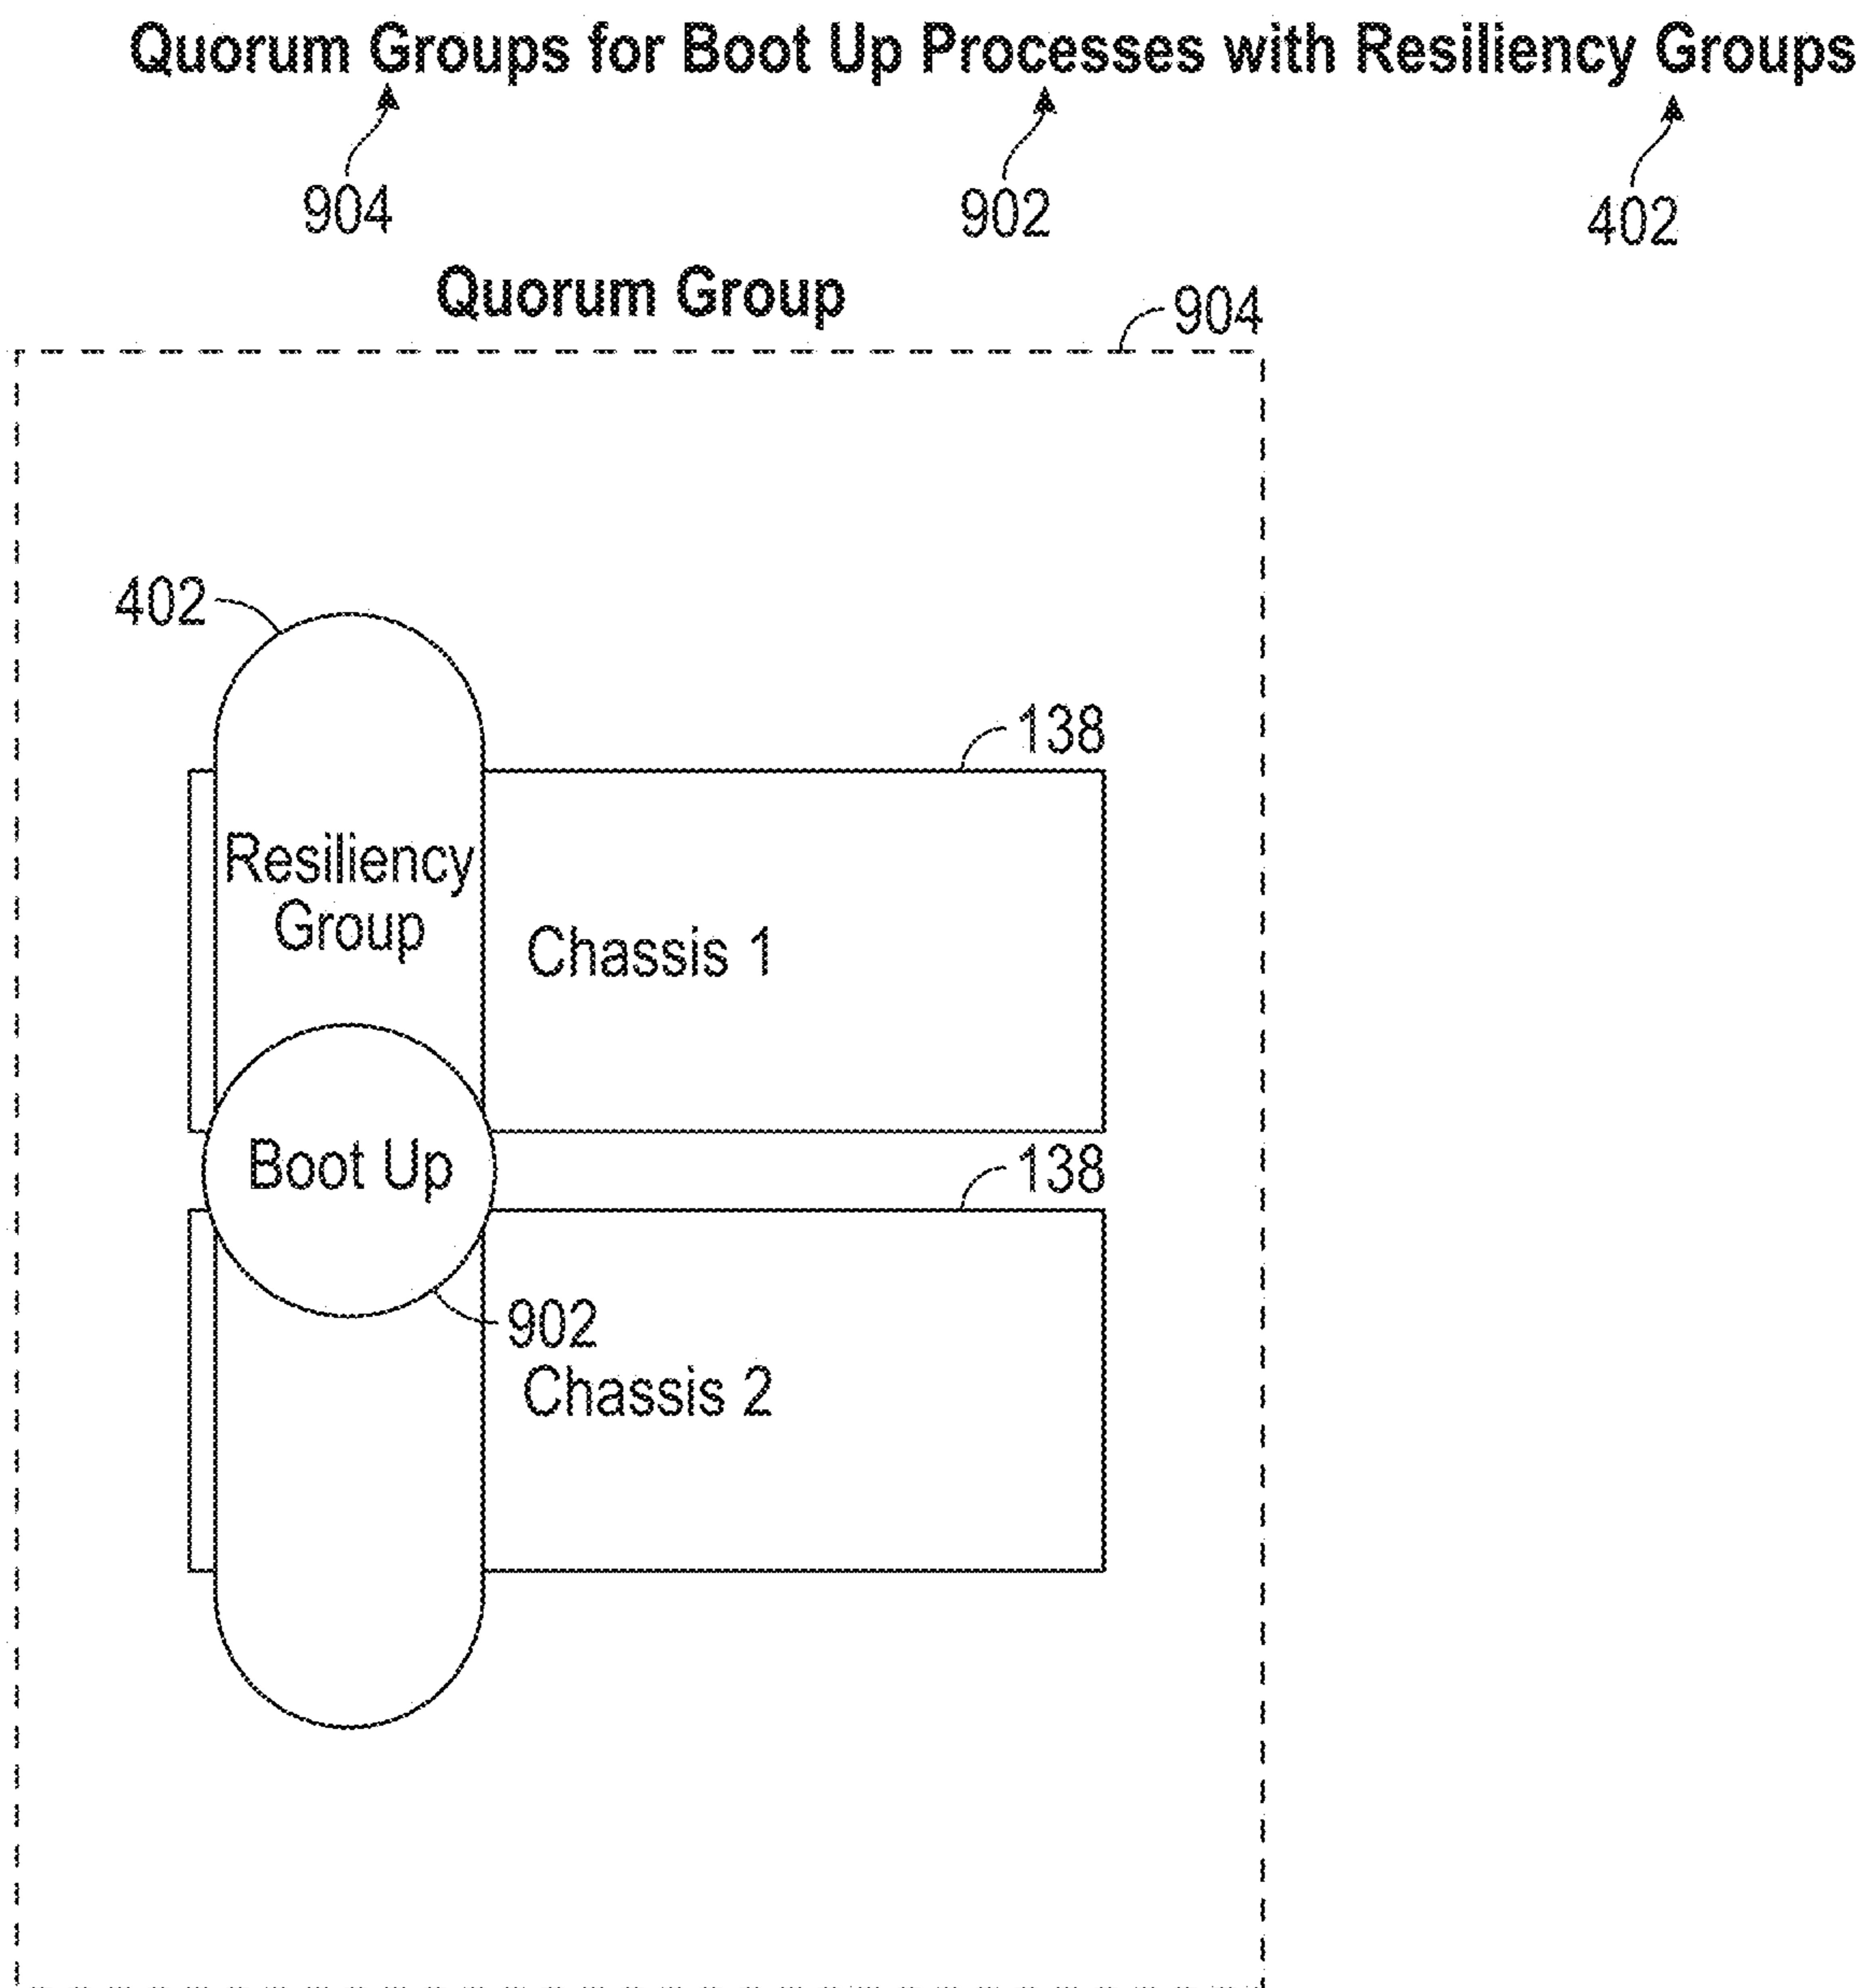 Quorum Groups for Boot Up Processes with Resiliency Groups
904 902 402
Quorum Group
904
402
138
Resiliency
Group
Chassis 1
Boot Up
138
902
Chassis 2